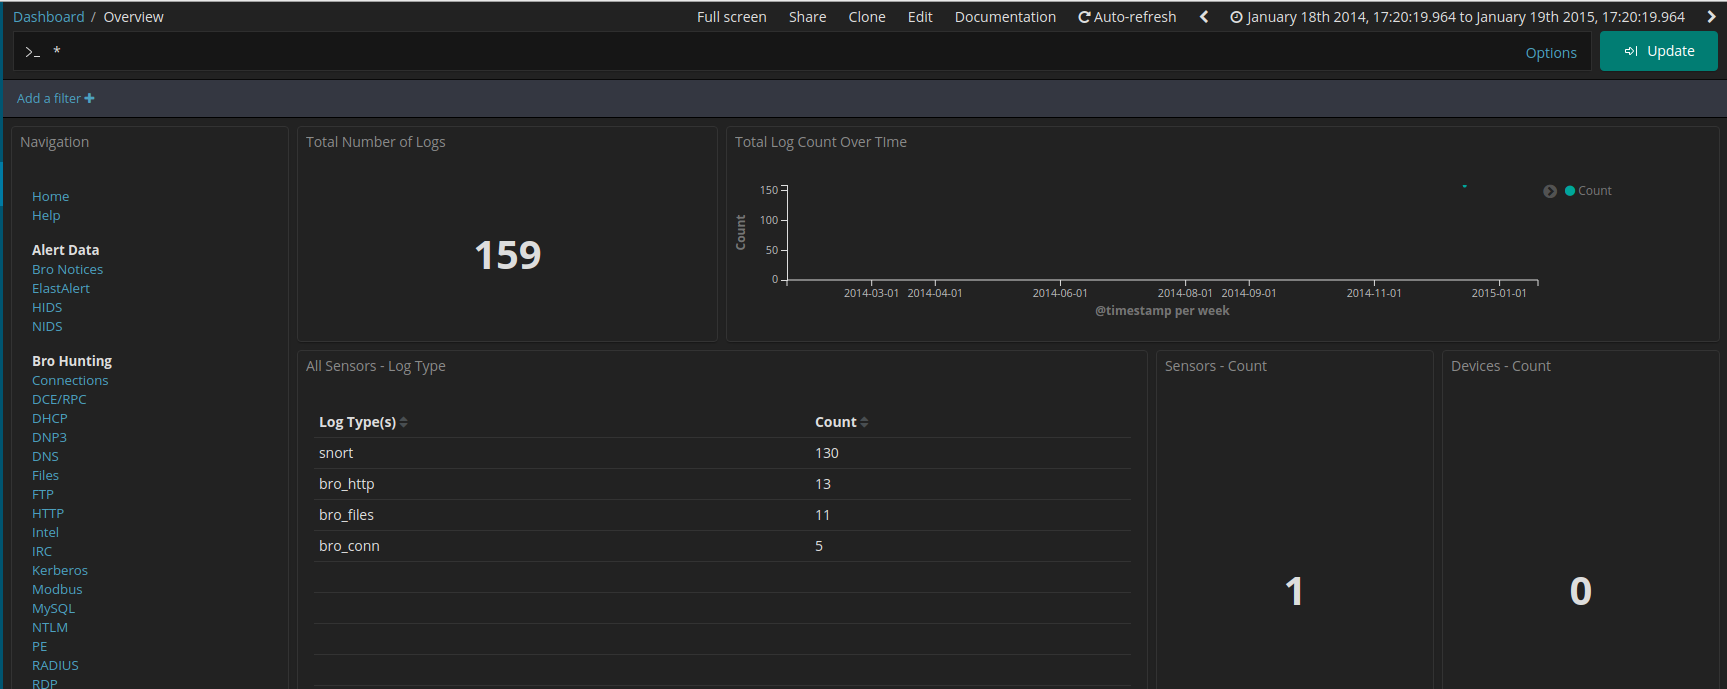 Dashboard / Overview
Full screen Share Clone Edit Documentation Auto-refresh January 18th 2014, 17:20:19.964 to January 19th 2015, 17:20:19.964
>_ *
Options
Update
Add a filter +
Navigation
Home
Help
Alert Data
Bro Notices
ElastAlert
HIDS
NIDS
Bro Hunting
Connections
DCE/RPC
DHCP
DNP3
DNS
Files
FTP
HTTP
Intel
IRC
Kerberos
Modbus
MySQL
NTLM
PE
RADIUS
RDP
Total Number of Logs
159
Total Log Count Over TIme
150
100
50
0
Count
2014-03-01 2014-04-01 2014-06-01 2014-08-01 2014-09-01 2014-11-01 2015-01-01
@timestamp per week
Count
All Sensors - Log Type
Log Type(s) Count
snort 130
bro_http 13
bro_files 11
bro_conn 5
Sensors - Count
1
Devices - Count
0